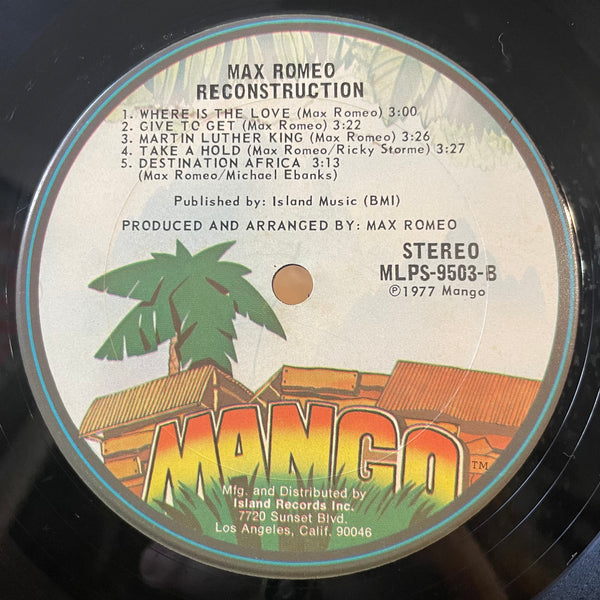 MAX ROMEO
RECONSTRUCTION
1. WHERE IS THE LOVE (Max Romeo) 3:00
2. GIVE TO GET (Max Romeo) 3:22
3. MARTIN LUTHER KING (Max Romeo) 3:26
4. TAKE A HOLD (Max Romeo/Ricky Storme) 3:27
5. DESTINATION AFRICA 3:13
(Max Romeo/Michael Ebanks)
Published by: Island Music (BMI)
PRODUCED AND ARRANGED BY: MAX ROMEO
STEREO
MLPS-9503-B
℗1977 Mango
MANGO TM
Mfg. and Distributed by
Island Records Inc.
7720 Sunset Blvd.
Los Angeles, Calif. 90046